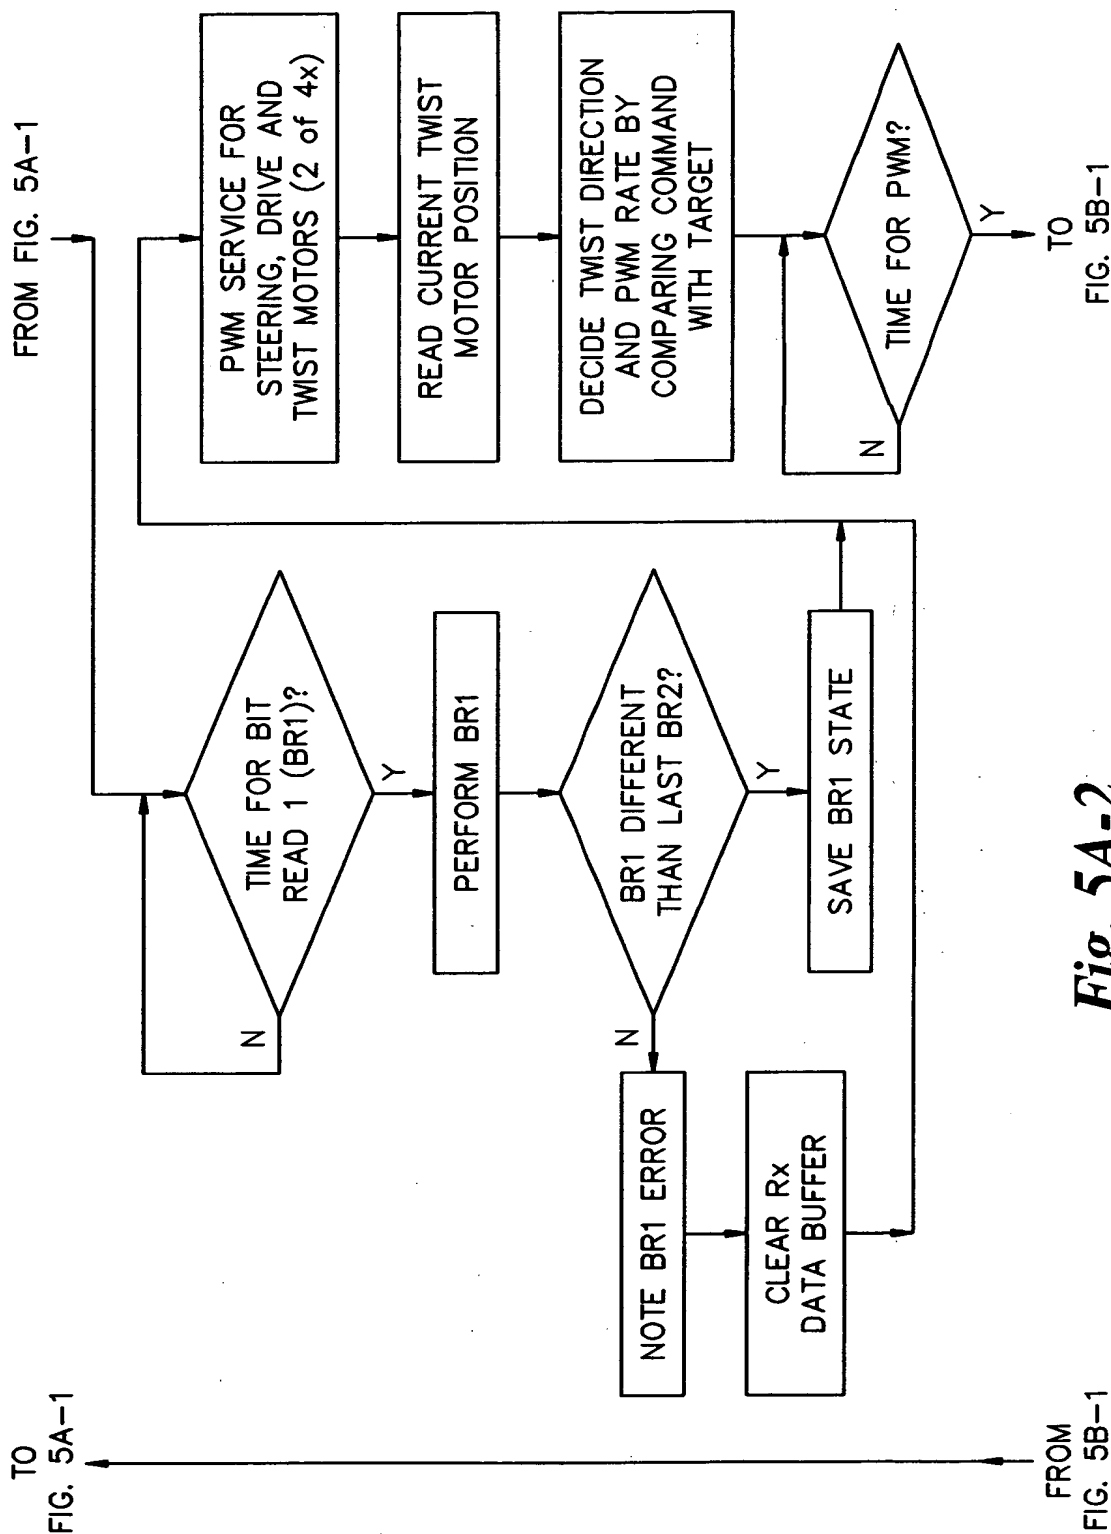 TO
FIG. 5A-1
FROM FIG. 5A-1
TIME FOR BIT
READ 1 (BR1)?
N
Y
PERFORM BR1
BR1 DIFFERENT
THAN LAST BR2?
N
Y
NOTE BR1 ERROR
CLEAR Rx
DATA BUFFER
SAVE BR1 STATE
PWM SERVICE FOR
STEERING, DRIVE AND
TWIST MOTORS (2 of 4x)
READ CURRENT TWIST
MOTOR POSITION
DECIDE TWIST DIRECTION
AND PWM RATE BY
COMPARING COMMAND
WITH TARGET
TIME FOR PWM?
N
Y
TO
FIG. 5B-1
FROM
FIG. 5B-1
Fig. 5A-2